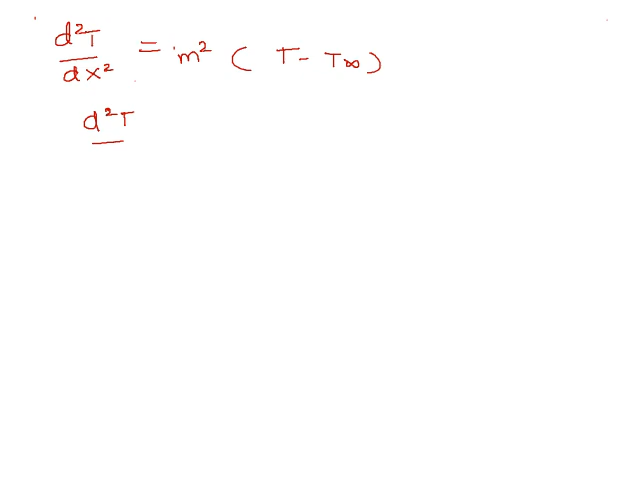 d²T/dx² = m² ( T - T∞ )
d²T